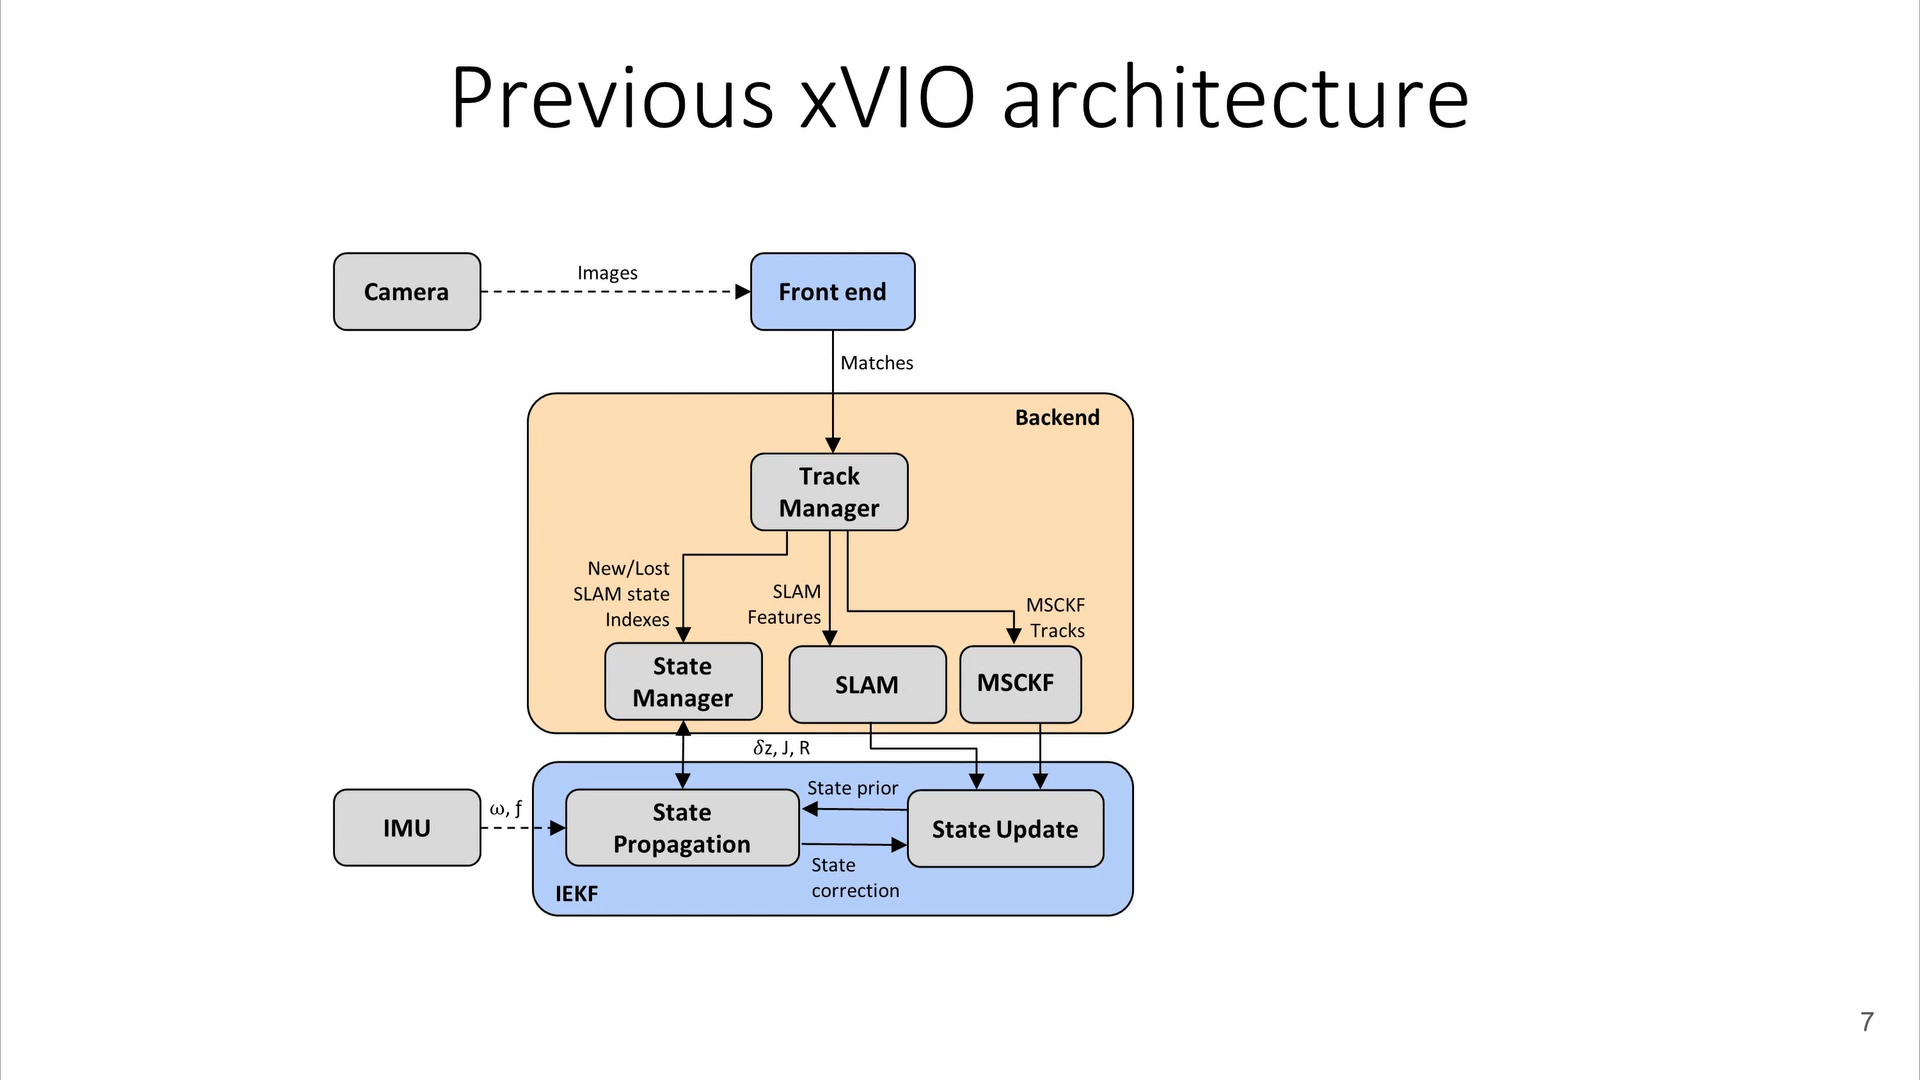 Previous xVIO architecture
Camera
Images
Front end
Matches
Backend
Track
Manager
New/Lost
SLAM state
Indexes
SLAM
Features
MSCKF
Tracks
State
Manager
SLAM
MSCKF
δz, J, R
IMU
ω, f
State
Propagation
State prior
State
correction
State Update
IEKF
7